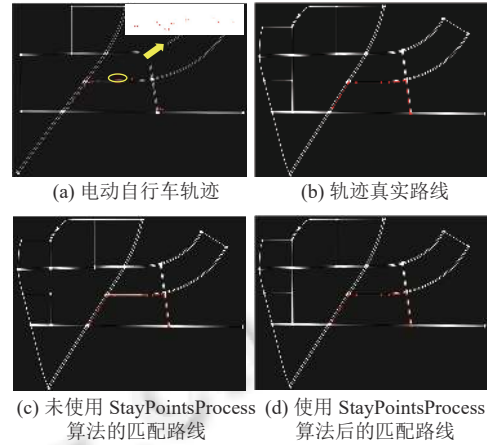 (a) 电动自行车轨迹
(b) 轨迹真实路线
(c) 未使用 StayPointsProcess
算法的匹配路线
(d) 使用 StayPointsProcess
算法后的匹配路线